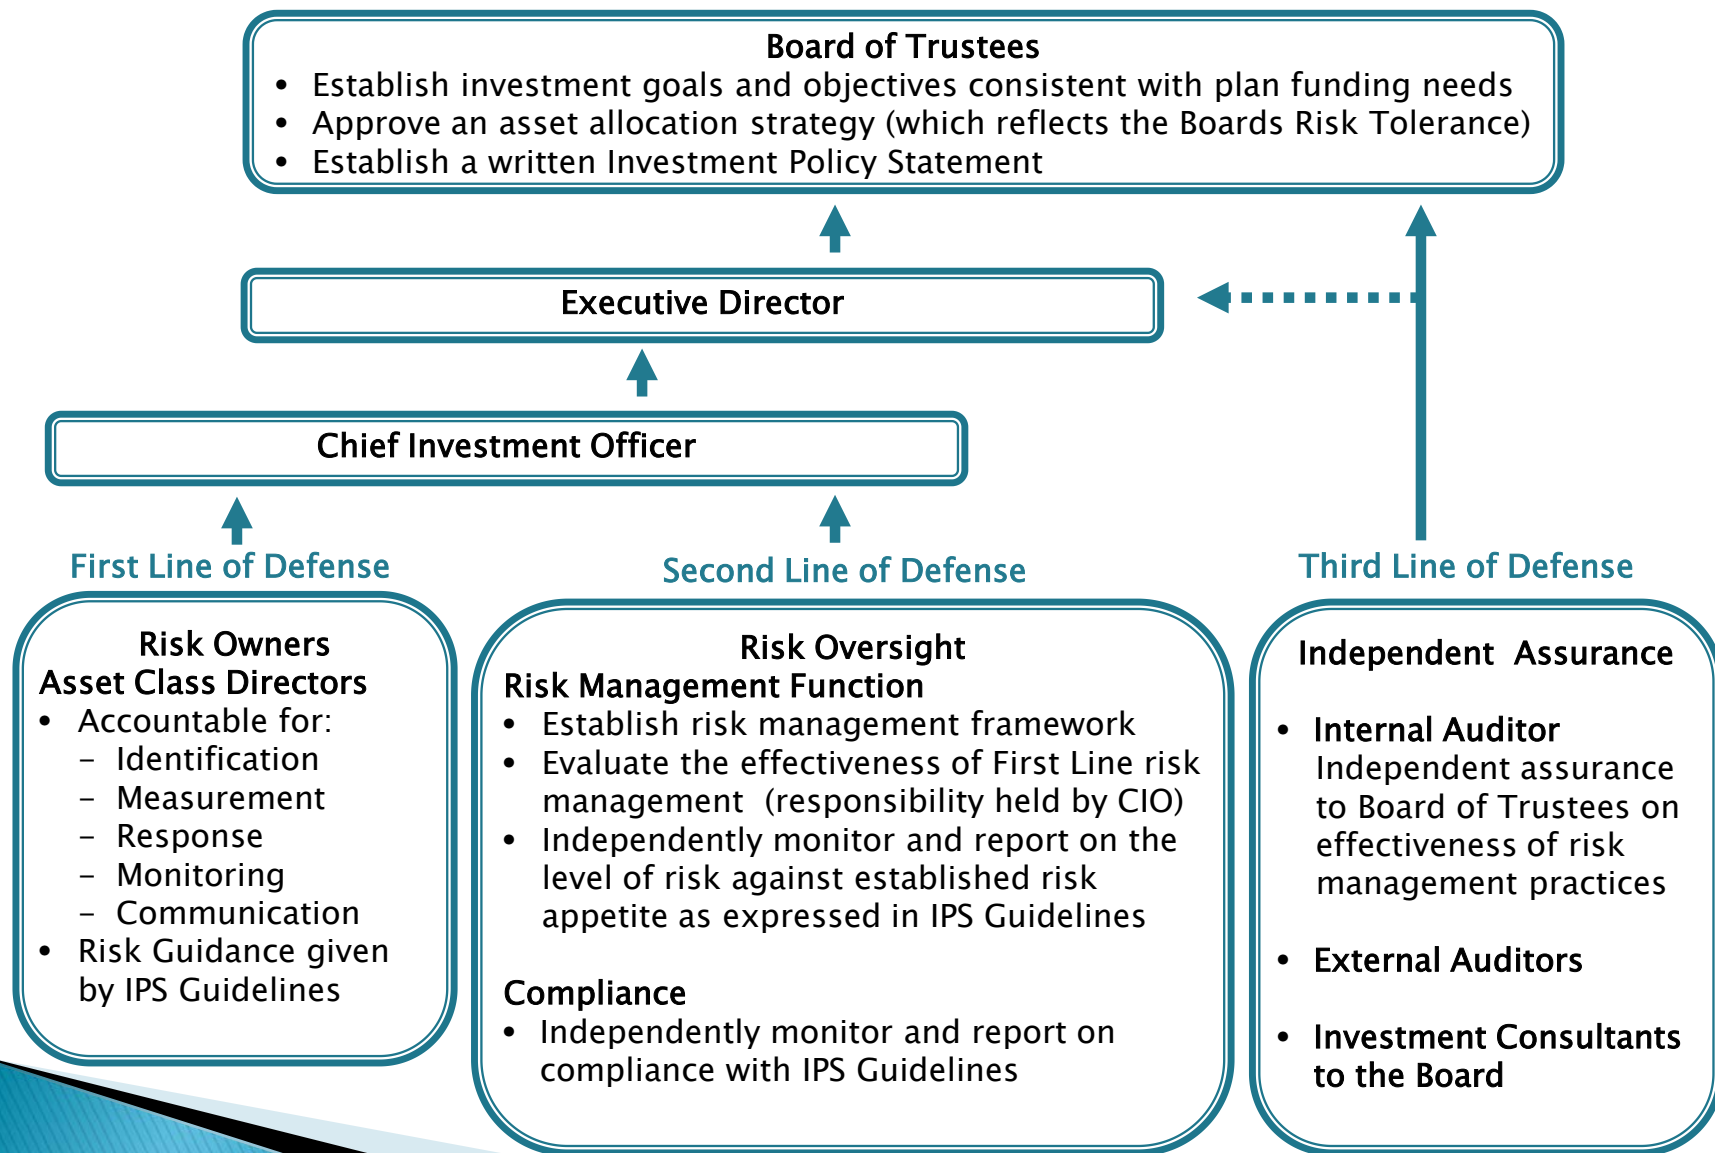 Board of Trustees
• Establish investment goals and objectives consistent with plan funding needs
• Approve an asset allocation strategy (which reflects the Boards Risk Tolerance)
• Establish a written Investment Policy Statement
Executive Director
Chief Investment Officer
First Line of Defense
Risk Owners
Asset Class Directors
• Accountable for:
– Identification
– Measurement
– Response
– Monitoring
– Communication
• Risk Guidance given
by IPS Guidelines
Second Line of Defense
Risk Oversight
Risk Management Function
• Establish risk management framework
• Evaluate the effectiveness of First Line risk
management (responsibility held by CIO)
• Independently monitor and report on the
level of risk against established risk
appetite as expressed in IPS Guidelines
Compliance
• Independently monitor and report on
compliance with IPS Guidelines
Third Line of Defense
Independent Assurance
• Internal Auditor
Independent assurance
to Board of Trustees on
effectiveness of risk
management practices
• External Auditors
• Investment Consultants
to the Board